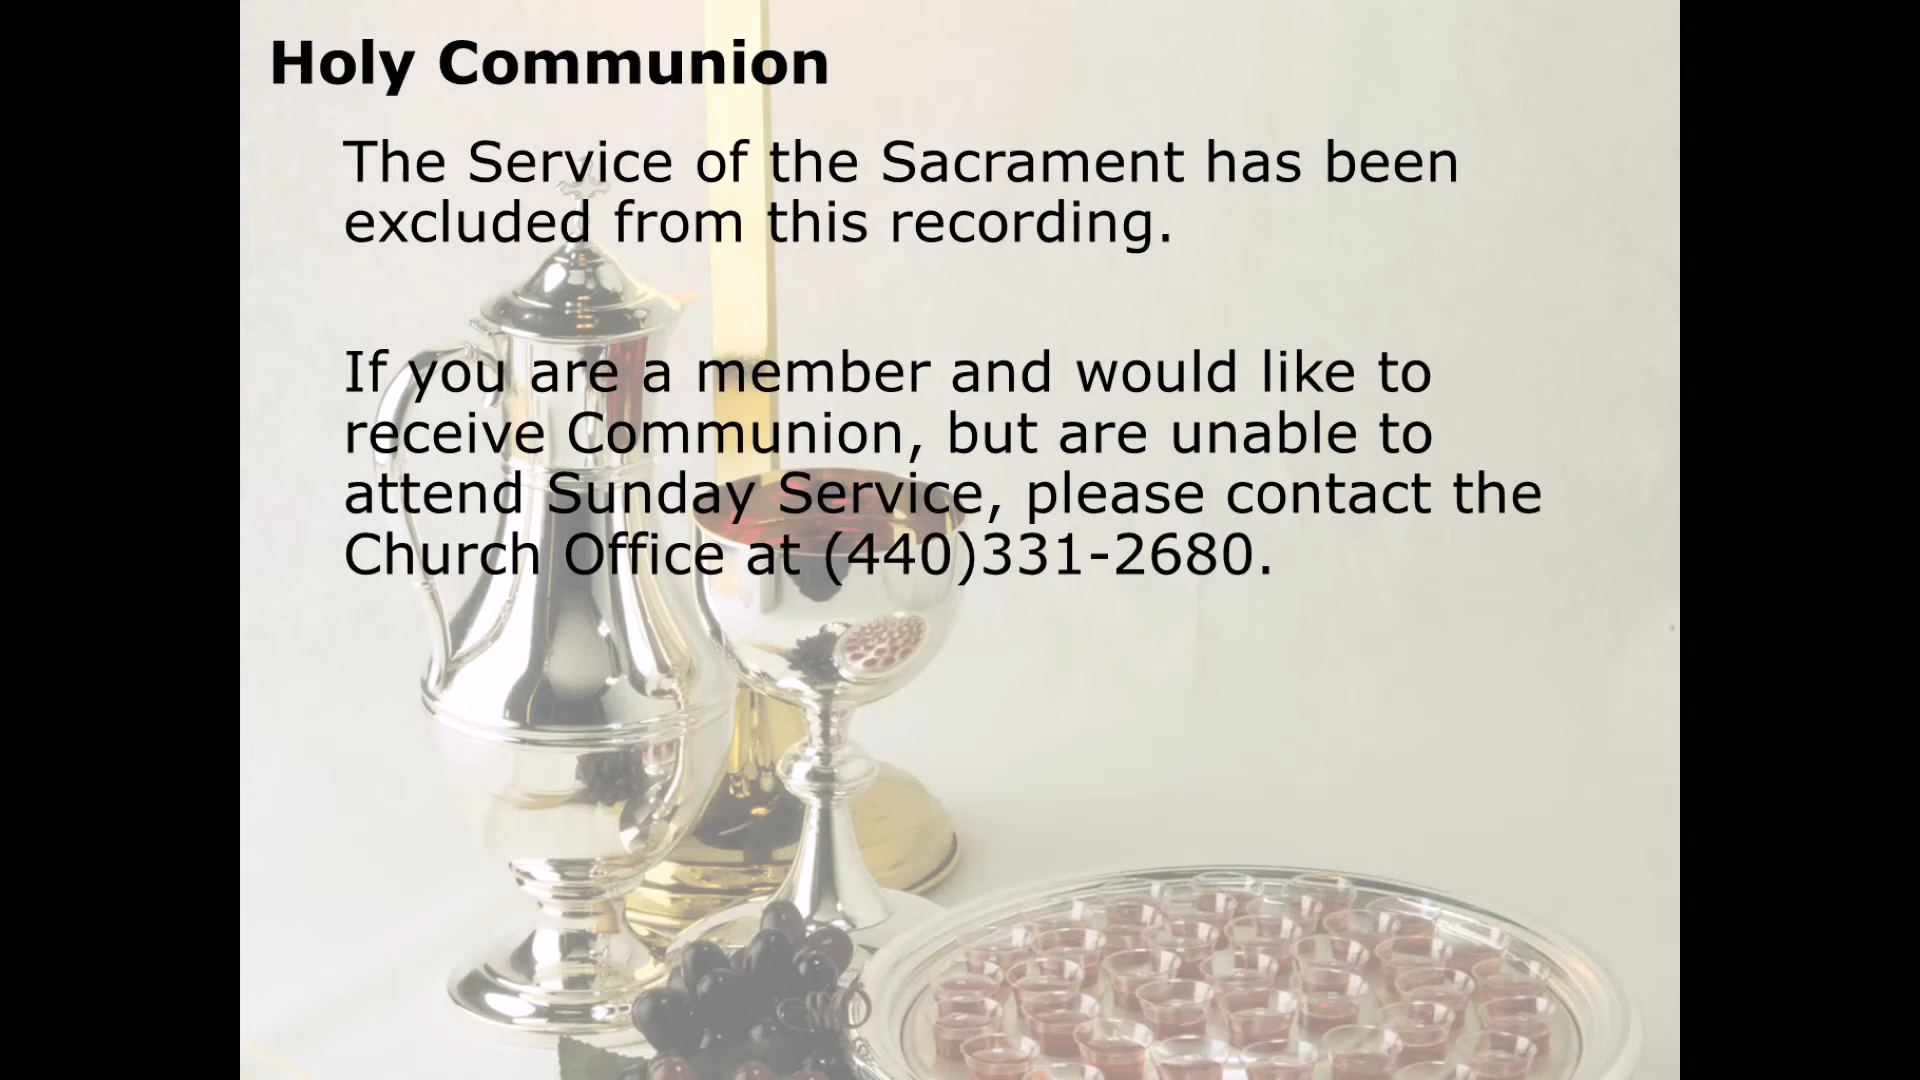 Holy Communion
The Service of the Sacrament has been
excluded from this recording.
If you are a member and would like to
receive Communion, but are unable to
attend Sunday Service, please contact the
Church Office at (440)331-2680.